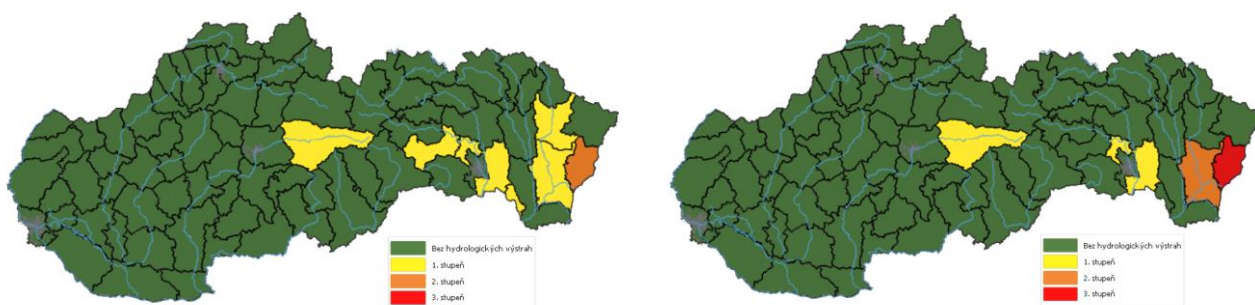 Bez hydrologických výstrah
1. stupeň
2. stupeň
3. stupeň
Bez hydrologických výstrah
1. stupeň
2. stupeň
3. stupeň